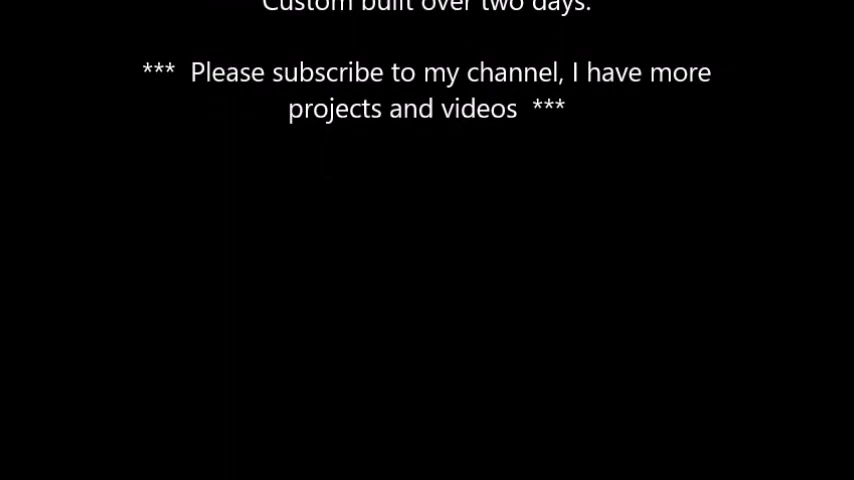 Custom built over two days.
*** Please subscribe to my channel, I have more
projects and videos ***